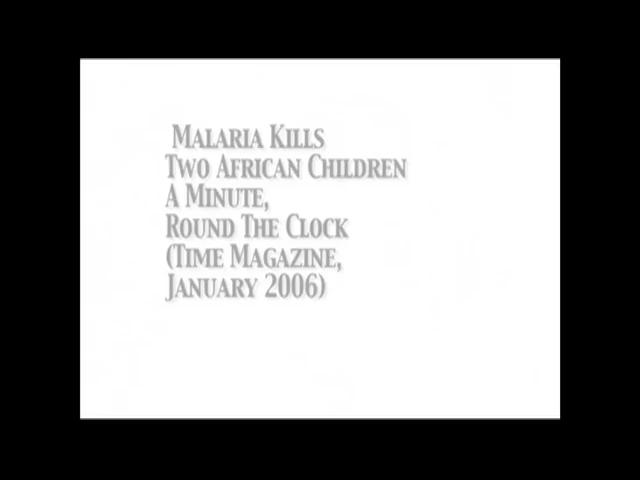 Malaria Kills
Two African Children
A Minute,
Round The Clock
(Time Magazine,
January 2006)